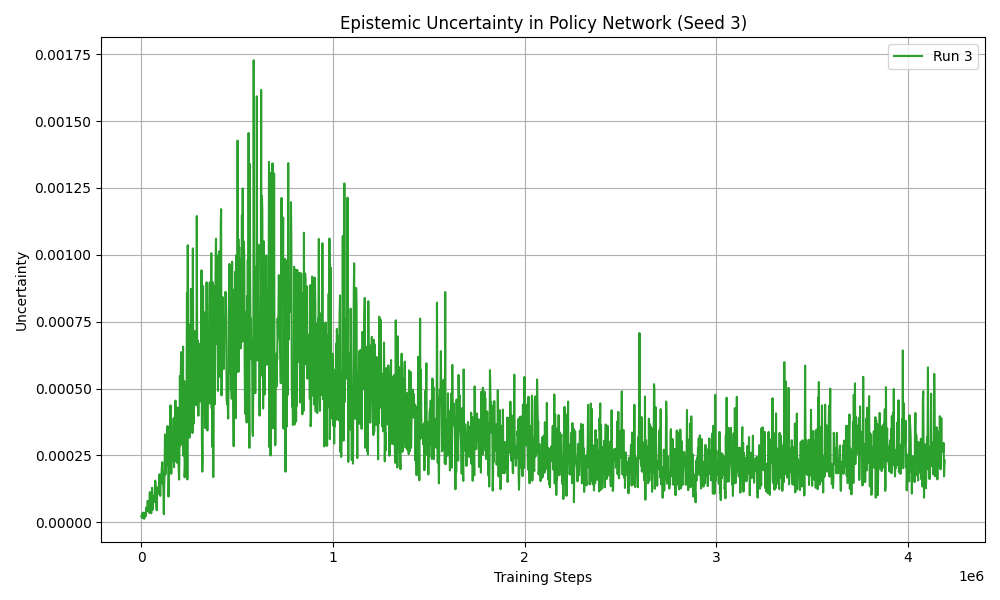 Epistemic Uncertainty in Policy Network (Seed 3)
Run 3
0.00175
0.00150
0.00125
0.00100
0.00075
0.00050
0.00025
0.00000
Uncertainty
0 1 2 3 4
1e6
Training Steps